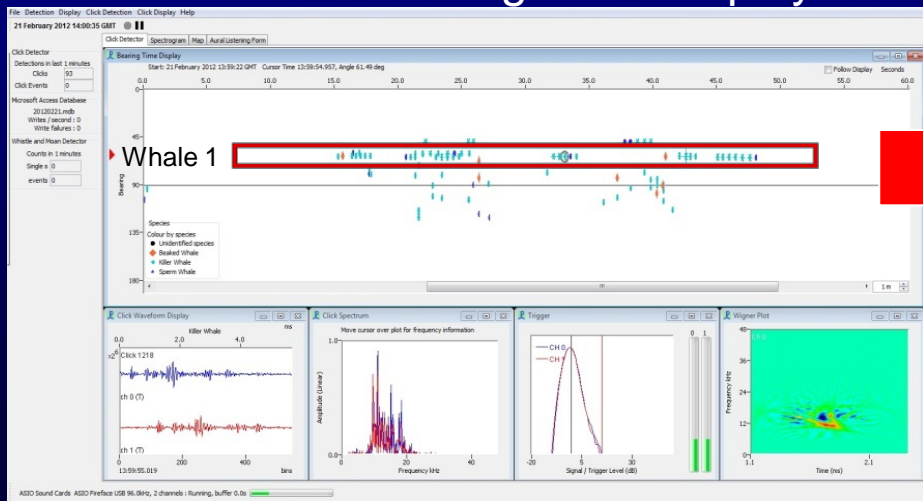 File Detection Display Click Detection Click Display Help
21 February 2012 14:00:35 GMT
Click Detector Spectrogram Map Aural Listening Form
Click Detector
Detections in last 1 minutes
Clicks 93
Click Events 0
Microsoft Access Database
20120221.mdb
Writes / second : 0
Write failures : 0
Whistle and Moan Detector
Counts in 1 minutes
Single s 0
events 0
Bearing Time Display
Start: 21 February 2012 13:59:22 GMT Cursor Time 13:59:54.957, Angle 61.49 deg
Follow Display Seconds
0.0 5.0 10.0 15.0 20.0 25.0 30.0 35.0 40.0 45.0 50.0 55.0 60.0
0
45
Whale 1
90
Bearing
135
180
Species
Colour by species
Unidentified species
Beaked Whale
Killer Whale
Sperm Whale
1 m
Click Waveform Display
Killer Whale ms
0.0 2.0 4.0
Click 1218
ch 0 (T)
ch 1 (T)
0 200 400
13:59:55.019 bins
Click Spectrum
Move cursor over plot for frequency information
1.0
Amplitude (Linear)
0.0
0 20 40
Frequency kHz
Trigger
0 1
CH 0
CH 1
-20 5 30
Signal / Trigger Level (dB)
Wigner Plot
Ch 0
48
36
24
12
0
Frequency kHz
1.1 2.1
Time (ms)
ASIO Sound Cards ASIO Fireface USB 96.0kHz, 2 channels : Running, buffer 0.0s